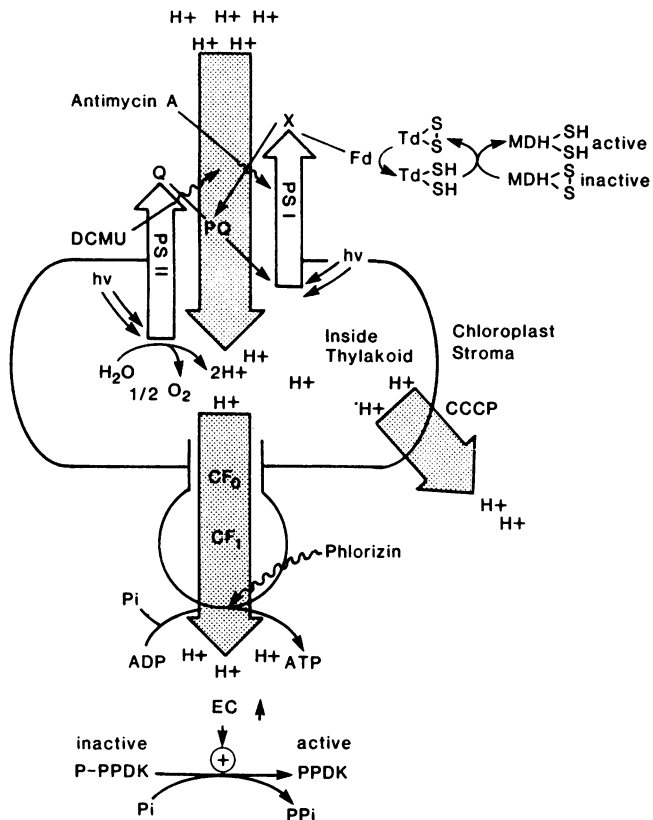 H+ H+ H+
H+ H+
Antimycin A
X
Fd
Td S S
Td SH SH
MDH SH SH active
MDH S S inactive
Q
PS I
DCMU
PQ
PS II
hv
hv
Inside
Thylakoid
Chloroplast
Stroma
H2O
1/2 O2
2H+
H+
H+
H+
H+
H+
CCCP
H+
H+
CF0
CF1
Phlorizin
Pi
ADP
ATP
H+ H+ H+
EC
inactive
active
+
P-PPDK
PPDK
Pi
PPi